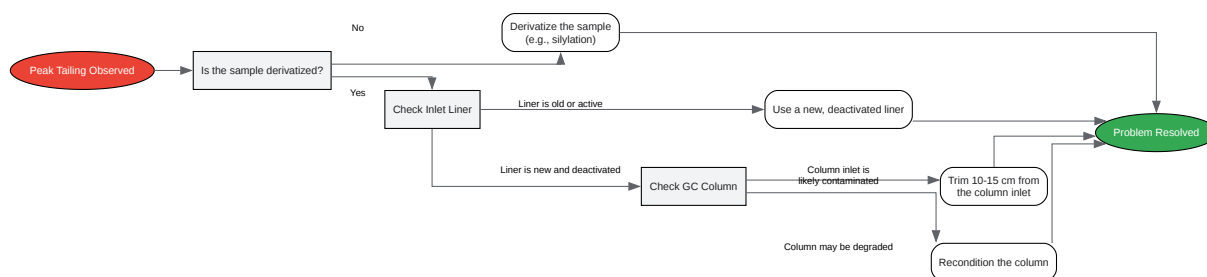 No
Derivatize the sample
(e.g., silylation)
Peak Tailing Observed
Is the sample derivatized?
Yes
Check Inlet Liner
Liner is old or active
Use a new, deactivated liner
Problem Resolved
Liner is new and deactivated
Check GC Column
Column inlet is
likely contaminated
Trim 10-15 cm from
the column inlet
Column may be degraded
Recondition the column